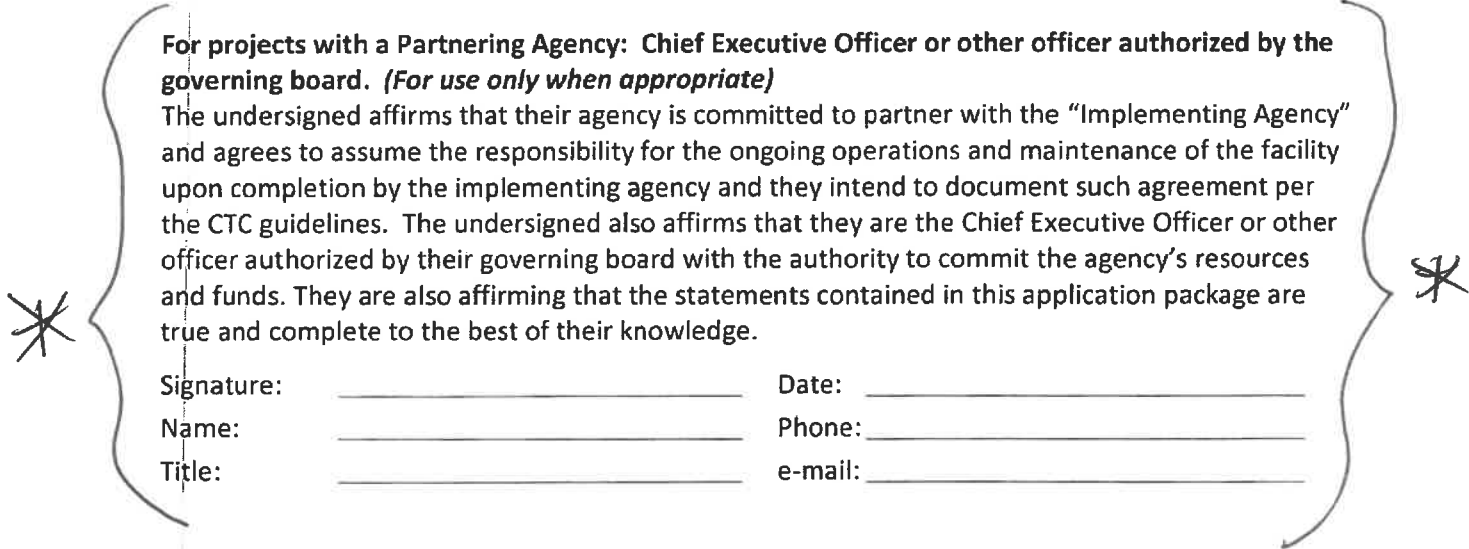 For projects with a Partnering Agency: Chief Executive Officer or other officer authorized by the
governing board. (For use only when appropriate)
The undersigned affirms that their agency is committed to partner with the “Implementing Agency”
and agrees to assume the responsibility for the ongoing operations and maintenance of the facility
upon completion by the implementing agency and they intend to document such agreement per
the CTC guidelines. The undersigned also affirms that they are the Chief Executive Officer or other
officer authorized by their governing board with the authority to commit the agency’s resources
and funds. They are also affirming that the statements contained in this application package are
true and complete to the best of their knowledge.
Signature: Date:
Name: Phone:
Title: e-mail: